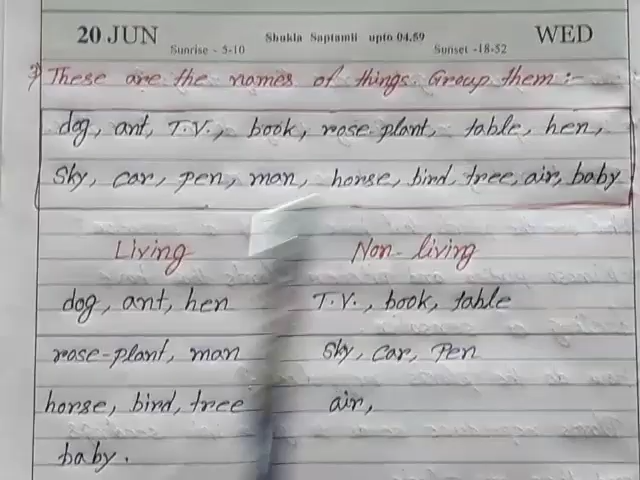 20 JUN Shukla Saptamii upto 04.59 WED
Sunrise - 5-10 Sunset -18-52
These are the names of things. Group them :-
dog, ant, T.V., book, rose-plant, table, hen,
Sky, car, pen, man, horse, bird, tree, air, baby
Living Non-living
dog, ant, hen T.V., book, table
rose-plant, man Sky, Car, Pen
horse, bird, tree air,
baby.